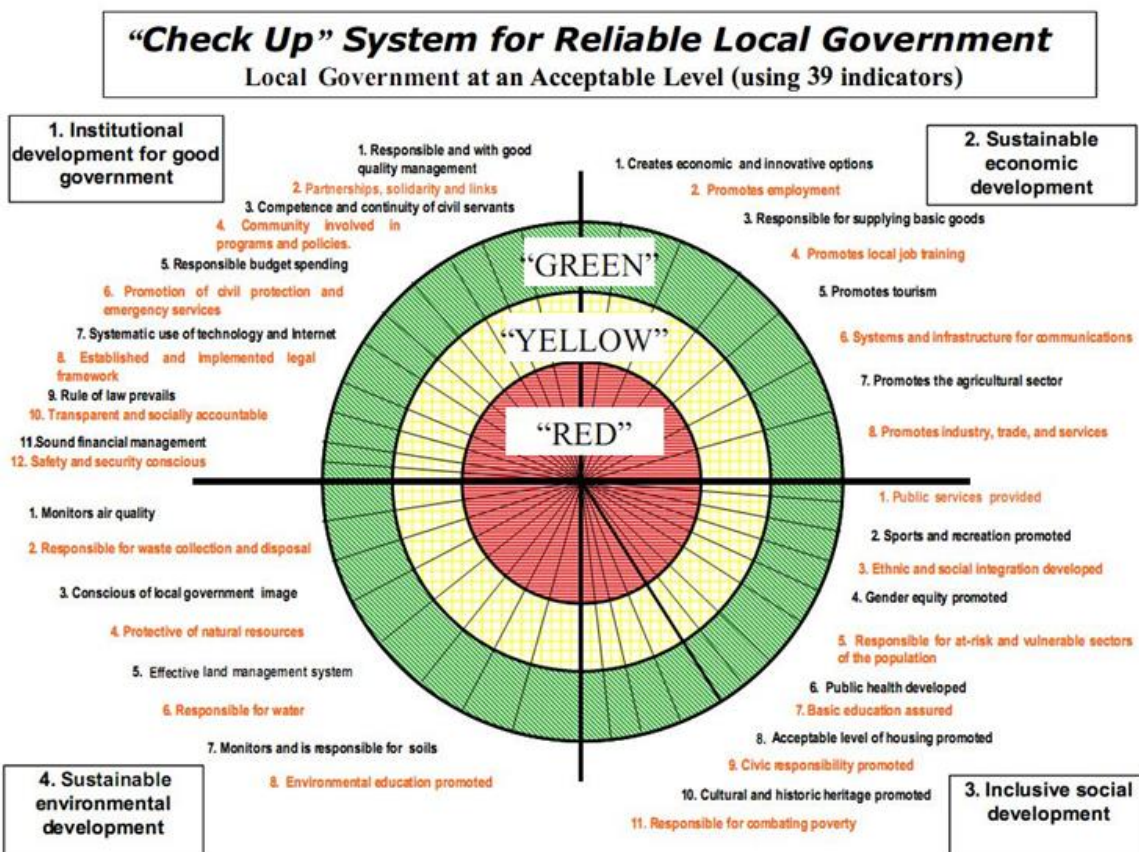 “Check Up” System for Reliable Local Government
Local Government at an Acceptable Level (using 39 indicators)
1. Institutional
development for good
government
1. Responsible and with good
quality management
2. Partnerships, solidarity and links
3. Competence and continuity of civil servants
4. Community involved in
programs and policies.
5. Responsible budget spending
6. Promotion of civil protection and
emergency services
7. Systematic use of technology and Internet
8. Established and implemented legal
framework
9. Rule of law prevails
10. Transparent and socially accountable
11.Sound financial management
12. Safety and security conscious
2. Sustainable
economic
development
1. Creates economic and innovative options
2. Promotes employment
3. Responsible for supplying basic goods
4. Promotes local job training
5. Promotes tourism
6. Systems and infrastructure for communications
7. Promotes the agricultural sector
8. Promotes industry, trade, and services
“GREEN”
“YELLOW”
“RED”
1. Public services provided
2. Sports and recreation promoted
3. Ethnic and social integration developed
4. Gender equity promoted
5. Responsible for at-risk and vulnerable sectors
of the population
6. Public health developed
7. Basic education assured
8. Acceptable level of housing promoted
9. Civic responsibility promoted
10. Cultural and historic heritage promoted
11. Responsible for combating poverty
3. Inclusive social
development
1. Monitors air quality
2. Responsible for waste collection and disposal
3. Conscious of local government image
4. Protective of natural resources
5. Effective land management system
6. Responsible for water
7. Monitors and is responsible for soils
8. Environmental education promoted
4. Sustainable
environmental
development